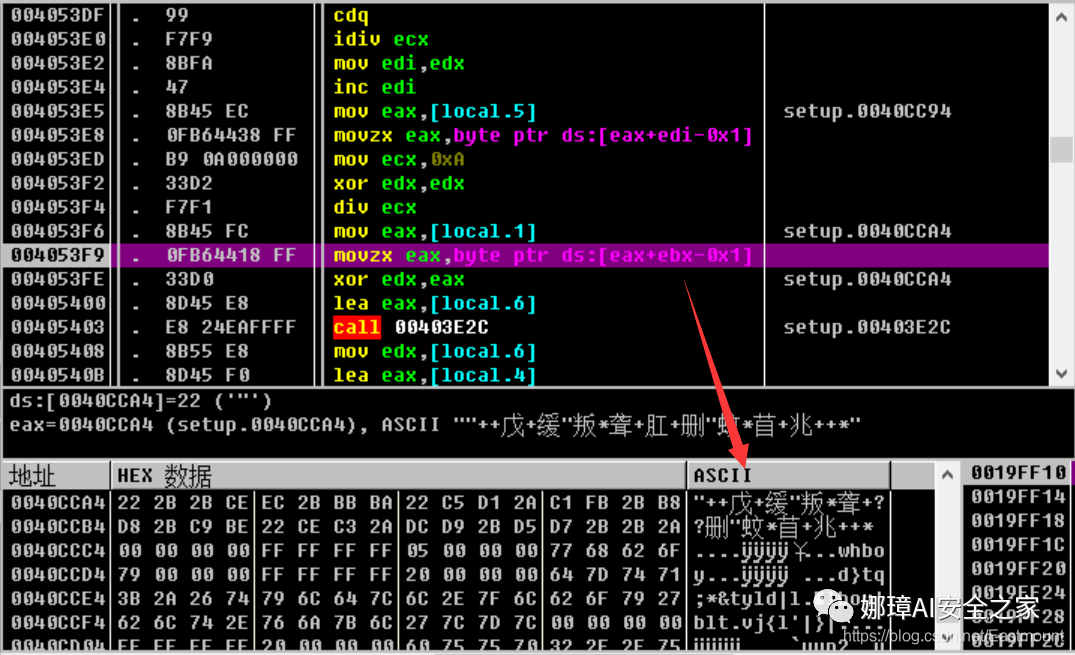 004053DF . 99 cdq
004053E0 . F7F9 idiv ecx
004053E2 . 8BFA mov edi,edx
004053E4 . 47 inc edi
004053E5 . 8B45 EC mov eax,[local.5] setup.0040CC94
004053E8 . 0FB64438 FF movzx eax,byte ptr ds:[eax+edi-0x1]
004053ED . B9 0A000000 mov ecx,0xA
004053F2 . 33D2 xor edx,edx
004053F4 . F7F1 div ecx
004053F6 . 8B45 FC mov eax,[local.1] setup.0040CCA4
004053F9 . 0FB64418 FF movzx eax,byte ptr ds:[eax+ebx-0x1]
004053FE . 33D0 xor edx,eax setup.0040CCA4
00405400 . 8D45 E8 lea eax,[local.6]
00405403 . E8 24EAFFFF call 00403E2C setup.00403E2C
00405408 . 8B55 E8 mov edx,[local.6]
0040540B . 8D45 F0 lea eax,[local.4]
ds:[0040CCA4]=22 ('"')
eax=0040CCA4 (setup.0040CCA4), ASCII ""++戊+缓"叛*聋+肛+删"蚊*苜+兆+++*"
地址 HEX 数据 ASCII 0019FF10
0040CCA4 22 2B 2B CE EC 2B BB BA 22 C5 D1 2A C1 FB 2B B8 "++戊+缓"叛*聋+? 0019FF14
0040CCB4 D8 2B C9 BE 22 CE C3 2A DC D9 2B D5 D7 2B 2B 2A ?删"蚊*苜+兆+++* 0019FF18
0040CCC4 00 00 00 00 FF FF FF FF 05 00 00 00 77 68 62 6F ....ÿÿÿÿ...whbo 0019FF1C
0040CCD4 79 00 00 00 FF FF FF FF 20 00 00 00 64 7D 74 71 y...ÿÿÿÿ ...d}tq 0019FF20
0040CCE4 3B 2A 26 74 79 6C 64 7C 6C 2E 7F 6C 62 6F 79 27 ;*&tyld|l. FF24
0040CCF4 62 6C 74 2E 76 6A 7B 6C 27 7C 7D 7C 00 00 00 00 blt.vj{l'|}|.... FF28
娜璋AI安全之家
https://blog.csdn.net/Eastmount